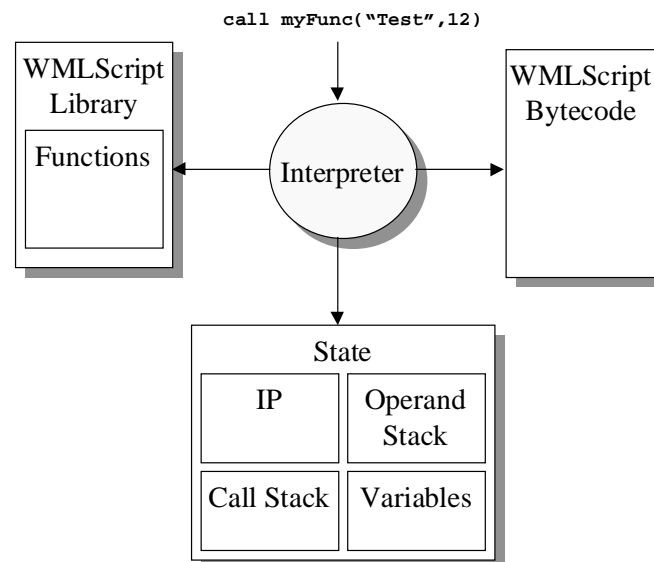 call myFunc(“Test”,12)
WMLScript
Library
Functions
Interpreter
WMLScript
Bytecode
State
IP
Operand
Stack
Call Stack
Variables